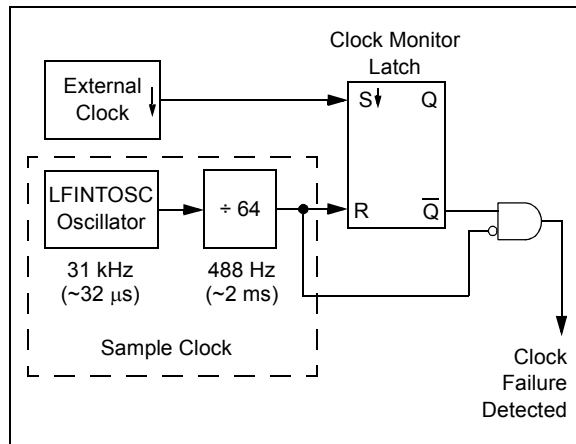 Clock Monitor
Latch
External
Clock
S
Q
LFINTOSC
Oscillator
÷ 64
R
Q̅
31 kHz
(~32 μs)
488 Hz
(~2 ms)
Sample Clock
Clock
Failure
Detected